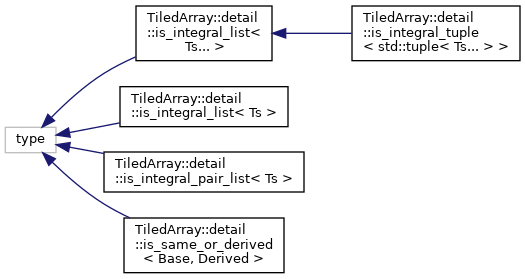 TiledArray::detail
::is_integral_list<
Ts... >
TiledArray::detail
::is_integral_tuple
< std::tuple< Ts... > >
TiledArray::detail
::is_integral_list< Ts >
type
TiledArray::detail
::is_integral_pair_list< Ts >
TiledArray::detail
::is_same_or_derived
< Base, Derived >